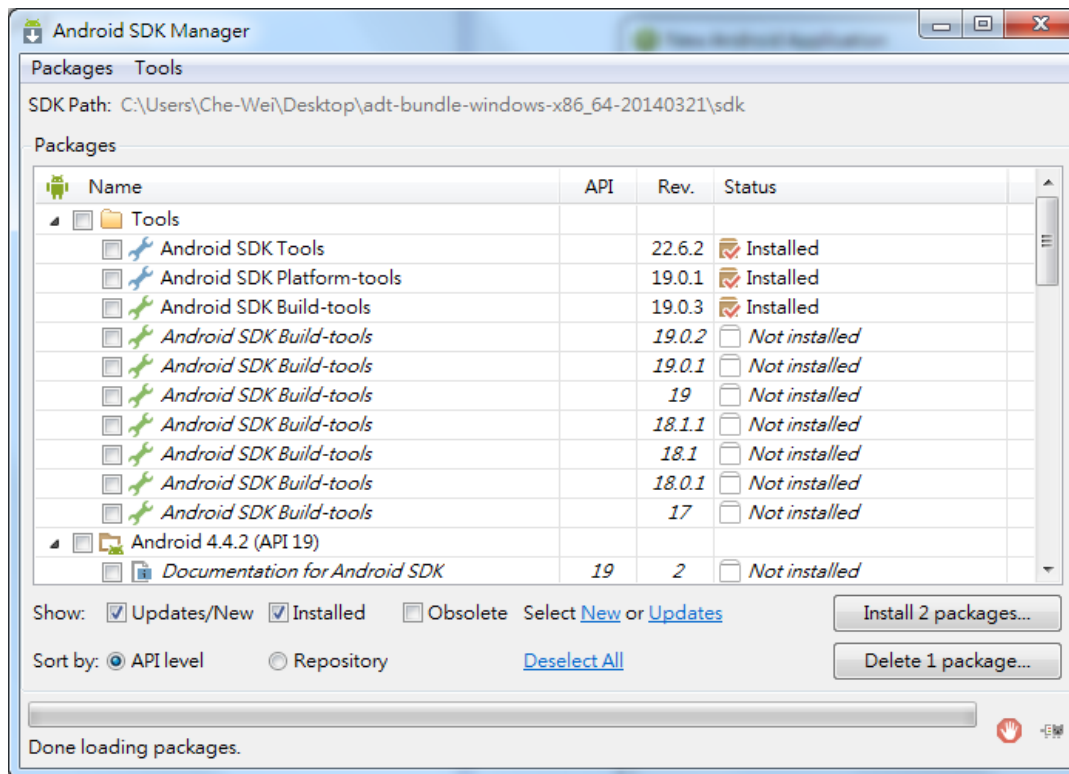 Android SDK Manager
New Android Application
Packages Tools
SDK Path: C:\Users\Che-Wei\Desktop\adt-bundle-windows-x86_64-20140321\sdk
Packages
Name API Rev. Status
Tools
Android SDK Tools 22.6.2 Installed
Android SDK Platform-tools 19.0.1 Installed
Android SDK Build-tools 19.0.3 Installed
Android SDK Build-tools 19.0.2 Not installed
Android SDK Build-tools 19.0.1 Not installed
Android SDK Build-tools 19 Not installed
Android SDK Build-tools 18.1.1 Not installed
Android SDK Build-tools 18.1 Not installed
Android SDK Build-tools 18.0.1 Not installed
Android SDK Build-tools 17 Not installed
Android 4.4.2 (API 19)
Documentation for Android SDK 19 2 Not installed
Show: Updates/New Installed Obsolete Select New or Updates Install 2 packages...
Sort by: API level Repository Deselect All Delete 1 package...
Done loading packages.